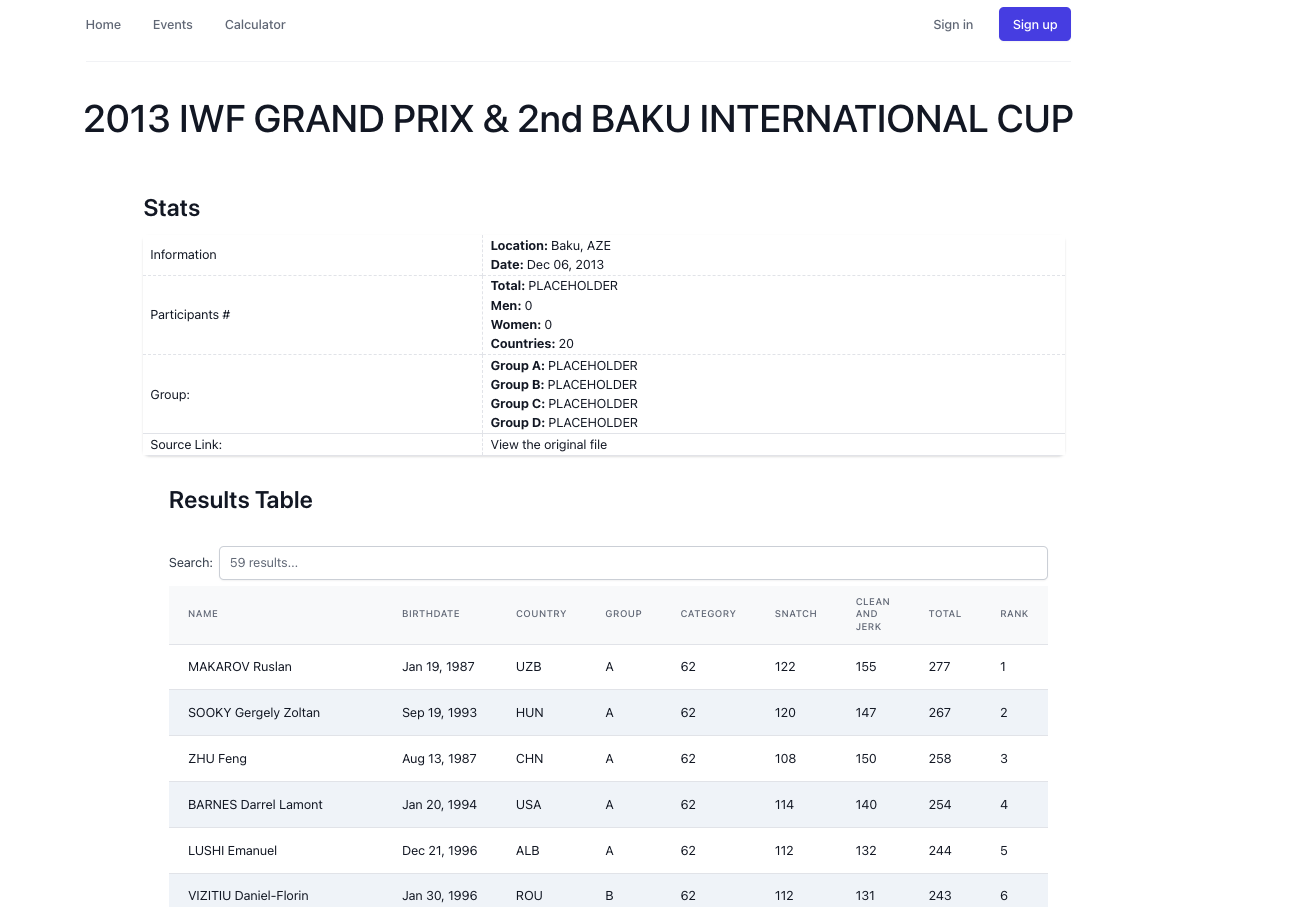 Home Events Calculator Sign in Sign up
2013 IWF GRAND PRIX & 2nd BAKU INTERNATIONAL CUP
Stats
Information
Location: Baku, AZE
Date: Dec 06, 2013
Participants #
Total: PLACEHOLDER
Men: 0
Women: 0
Countries: 20
Group:
Group A: PLACEHOLDER
Group B: PLACEHOLDER
Group C: PLACEHOLDER
Group D: PLACEHOLDER
Source Link: View the original file
Results Table
Search: 59 results...
NAME BIRTHDATE COUNTRY GROUP CATEGORY SNATCH CLEAN AND JERK TOTAL RANK
MAKAROV Ruslan Jan 19, 1987 UZB A 62 122 155 277 1
SOOKY Gergely Zoltan Sep 19, 1993 HUN A 62 120 147 267 2
ZHU Feng Aug 13, 1987 CHN A 62 108 150 258 3
BARNES Darrel Lamont Jan 20, 1994 USA A 62 114 140 254 4
LUSHI Emanuel Dec 21, 1996 ALB A 62 112 132 244 5
VIZITIU Daniel-Florin Jan 30, 1996 ROU B 62 112 131 243 6